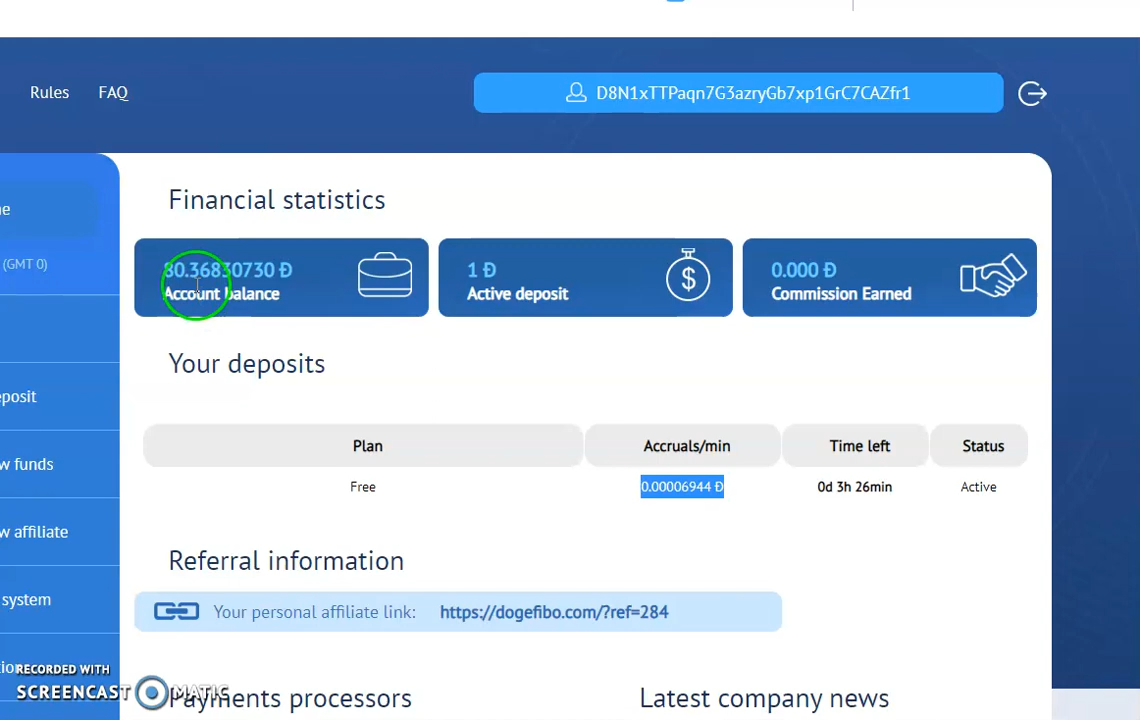 Rules FAQ
D8N1xTTPaqn7G3azryGb7xp1GrC7CAZfr1
Financial statistics
80.36830730 Đ
Account balance
1 Đ
Active deposit
0.000 Đ
Commission Earned
(GMT 0)
Your deposits
Plan Accruals/min Time left Status
Free 0.00006944 Đ 0d 3h 26min Active
eposit
w funds
w affiliate
system
Referral information
Your personal affiliate link: https://dogefibo.com/?ref=284
RECORDED WITH
SCREENCAST MATIC
Payments processors
Latest company news